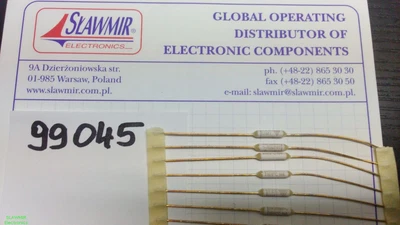 SŁAWMIR
ELECTRONICS
GLOBAL OPERATING
DISTRIBUTOR OF
ELECTRONIC COMPONENTS
9A Dzierżoniowska str.
01-985 Warsaw, Poland
www.slawmir.com.pl
ph. (+48-22) 865 30 30
fax (+48-22) 865 30 50
e-mail: slawmir@slawmir.com.pl
99045